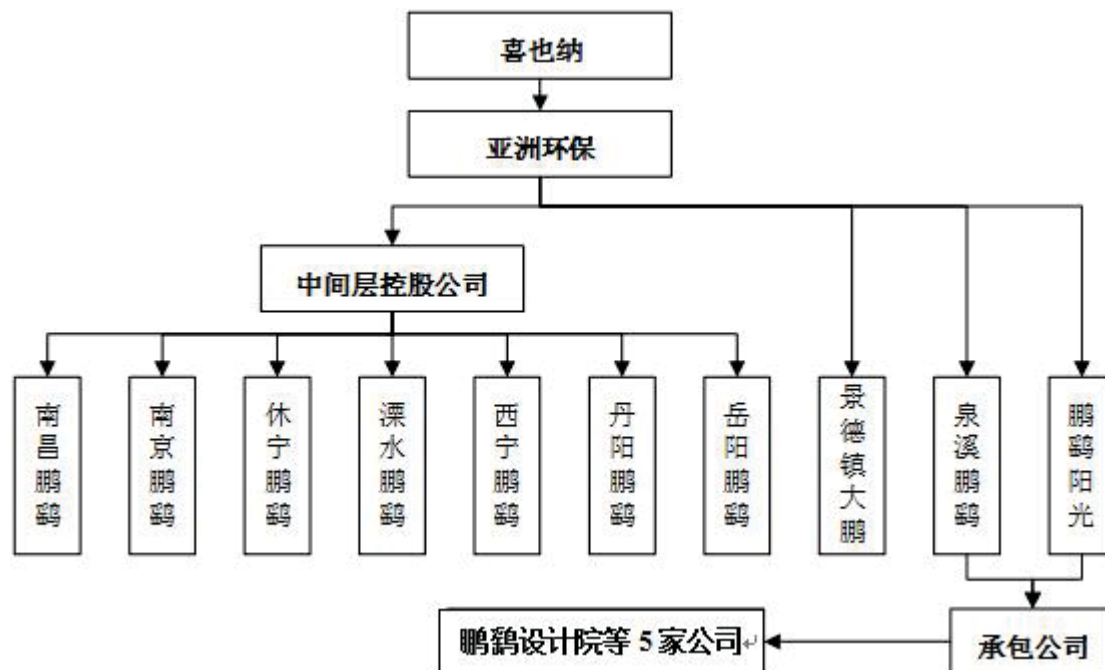 喜也纳
亚洲环保
中间层控股公司
南昌鹏鹞
南京鹏鹞
休宁鹏鹞
溧水鹏鹞
西宁鹏鹞
丹阳鹏鹞
岳阳鹏鹞
景德镇大鹏
泉溪鹏鹞
鹏鹞阳光
鹏鹞设计院等 5 家公司
承包公司